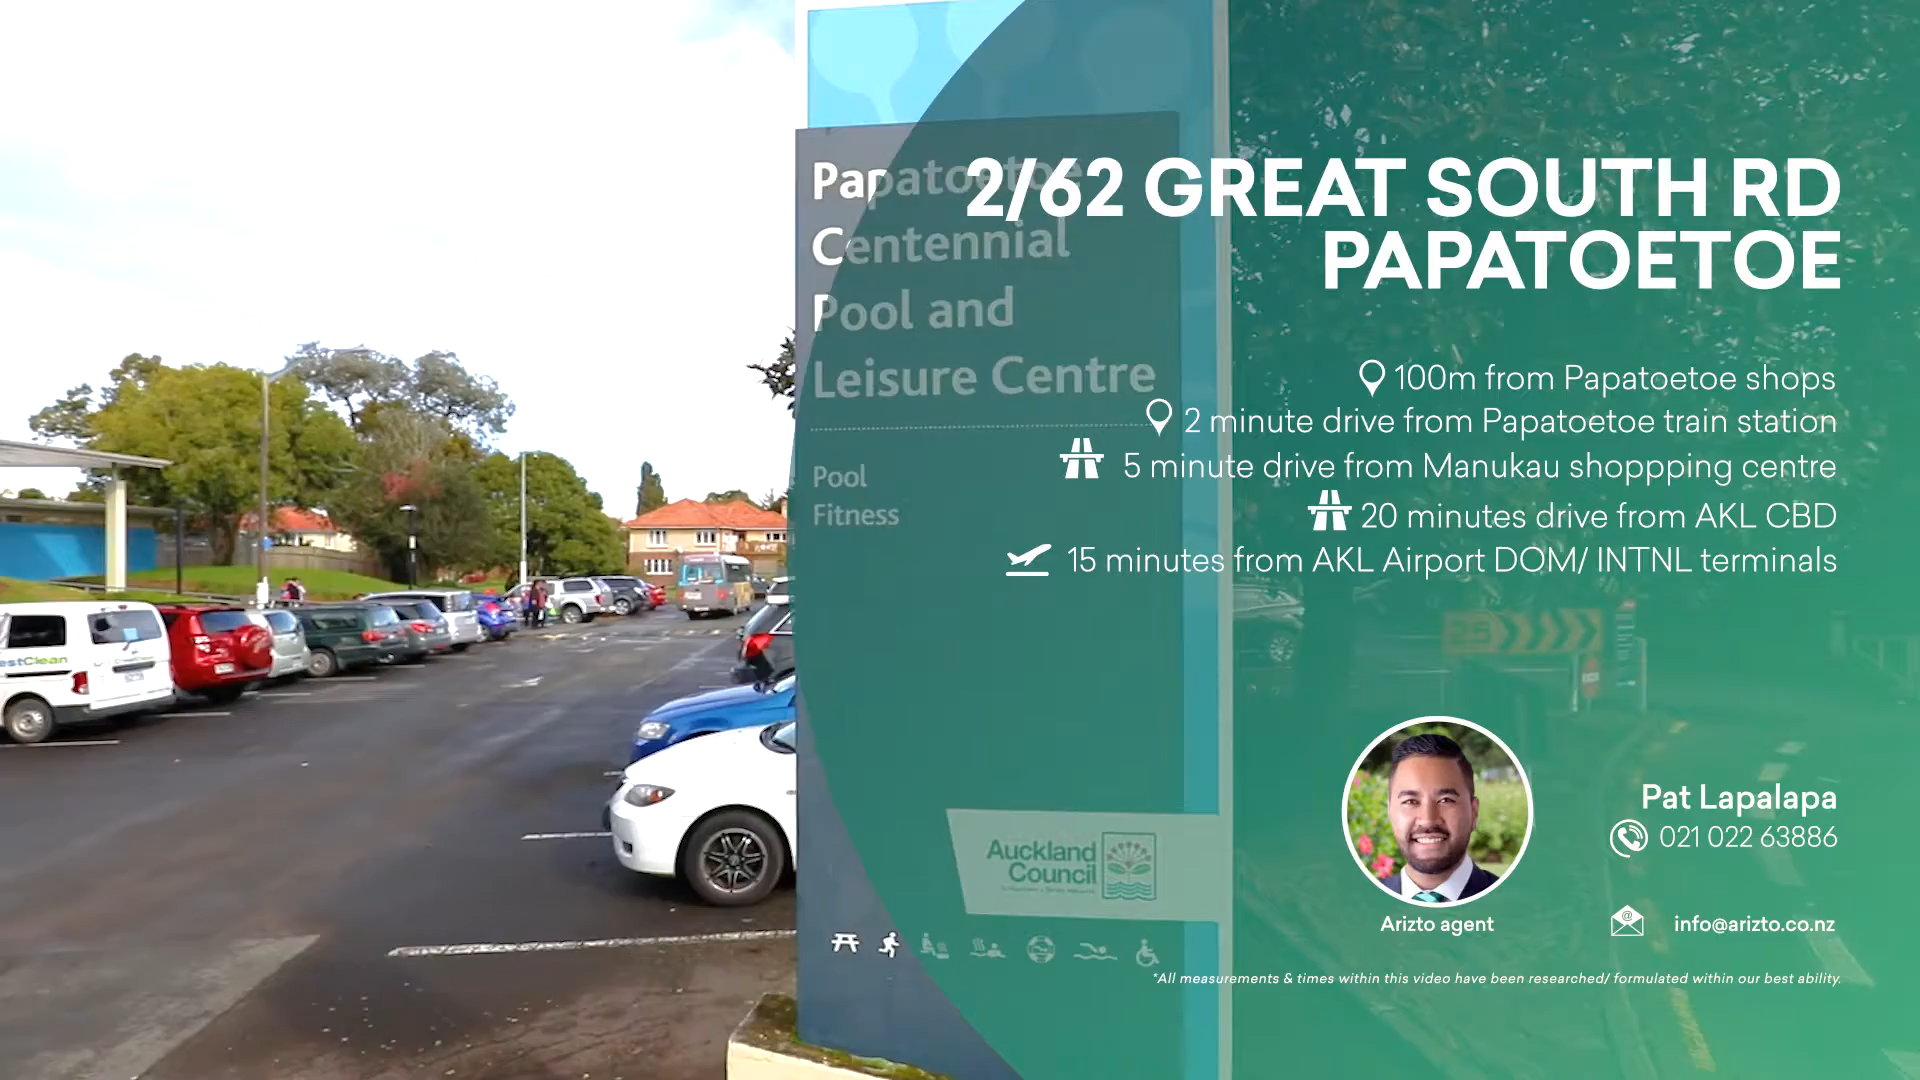 Papatoetoe
Centennial
Pool and
Leisure Centre
Pool
Fitness
Auckland
Council
estClean
2/62 GREAT SOUTH RD
PAPATOETOE
100m from Papatoetoe shops
2 minute drive from Papatoetoe train station
5 minute drive from Manukau shoppping centre
20 minutes drive from AKL CBD
15 minutes from AKL Airport DOM/ INTNL terminals
Pat Lapalapa
021 022 63886
Arizto agent
@
info@arizto.co.nz
*All measurements & times within this video have been researched/ formulated within our best ability.